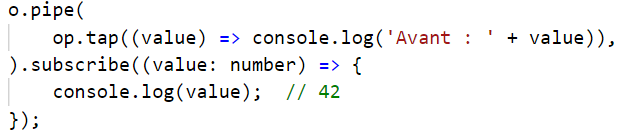 o.pipe(
    op.tap((value) => console.log('Avant : ' + value)),
).subscribe((value: number) => {
    console.log(value);  // 42
});